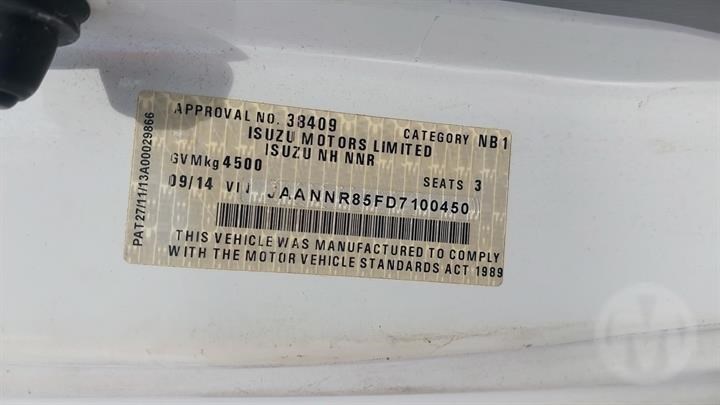 APPROVAL NO. 38409 CATEGORY NB1
ISUZU MOTORS LIMITED
ISUZU NH NNR
GVMkg 4500 SEATS 3
09/14 VIN JAANNR85FD7100450
THIS VEHICLE WAS MANUFACTURED TO COMPLY
WITH THE MOTOR VEHICLE STANDARDS ACT 1989
PAT27/11/13A00029866